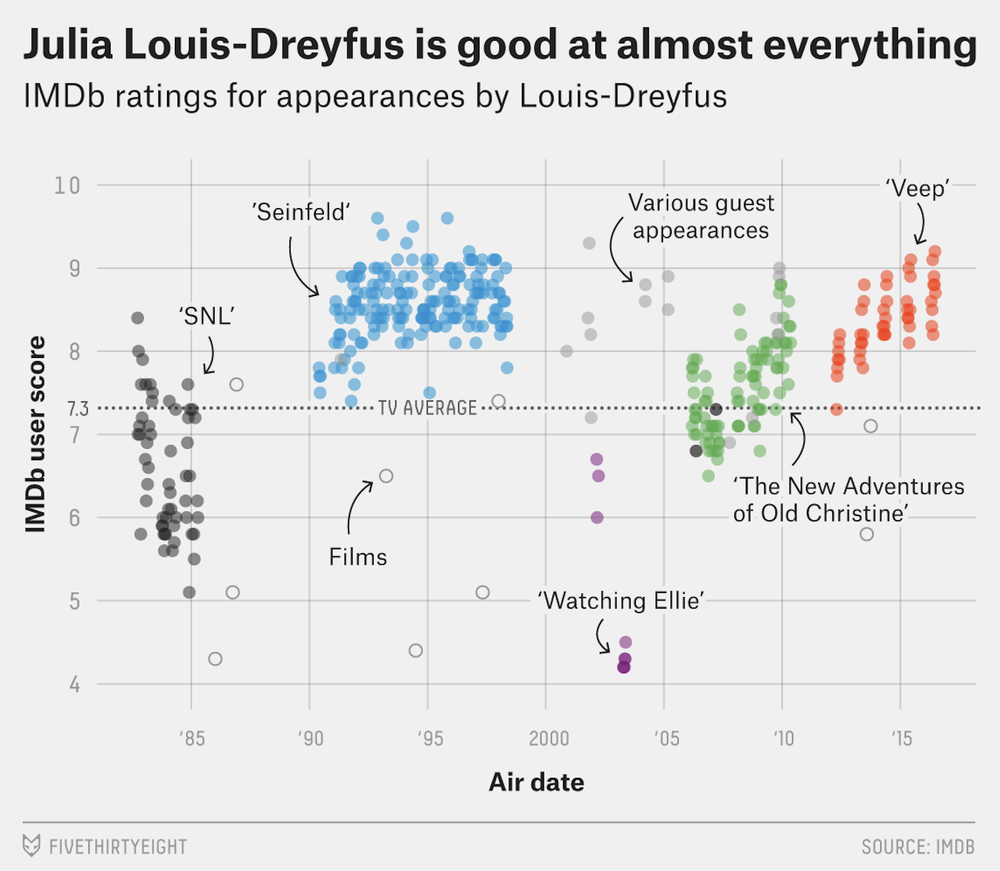 Julia Louis-Dreyfus is good at almost everything
IMDb ratings for appearances by Louis-Dreyfus
IMDb user score
10
9
8
7.3
7
6
5
4
’Seinfeld‘
‘SNL’
Various guest
appearances
‘Veep’
TV AVERAGE
Films
‘The New Adventures
of Old Christine’
‘Watching Ellie’
‘85
‘90
‘95
2000
‘05
‘10
‘15
Air date
FIVETHIRTYEIGHT
SOURCE: IMDB